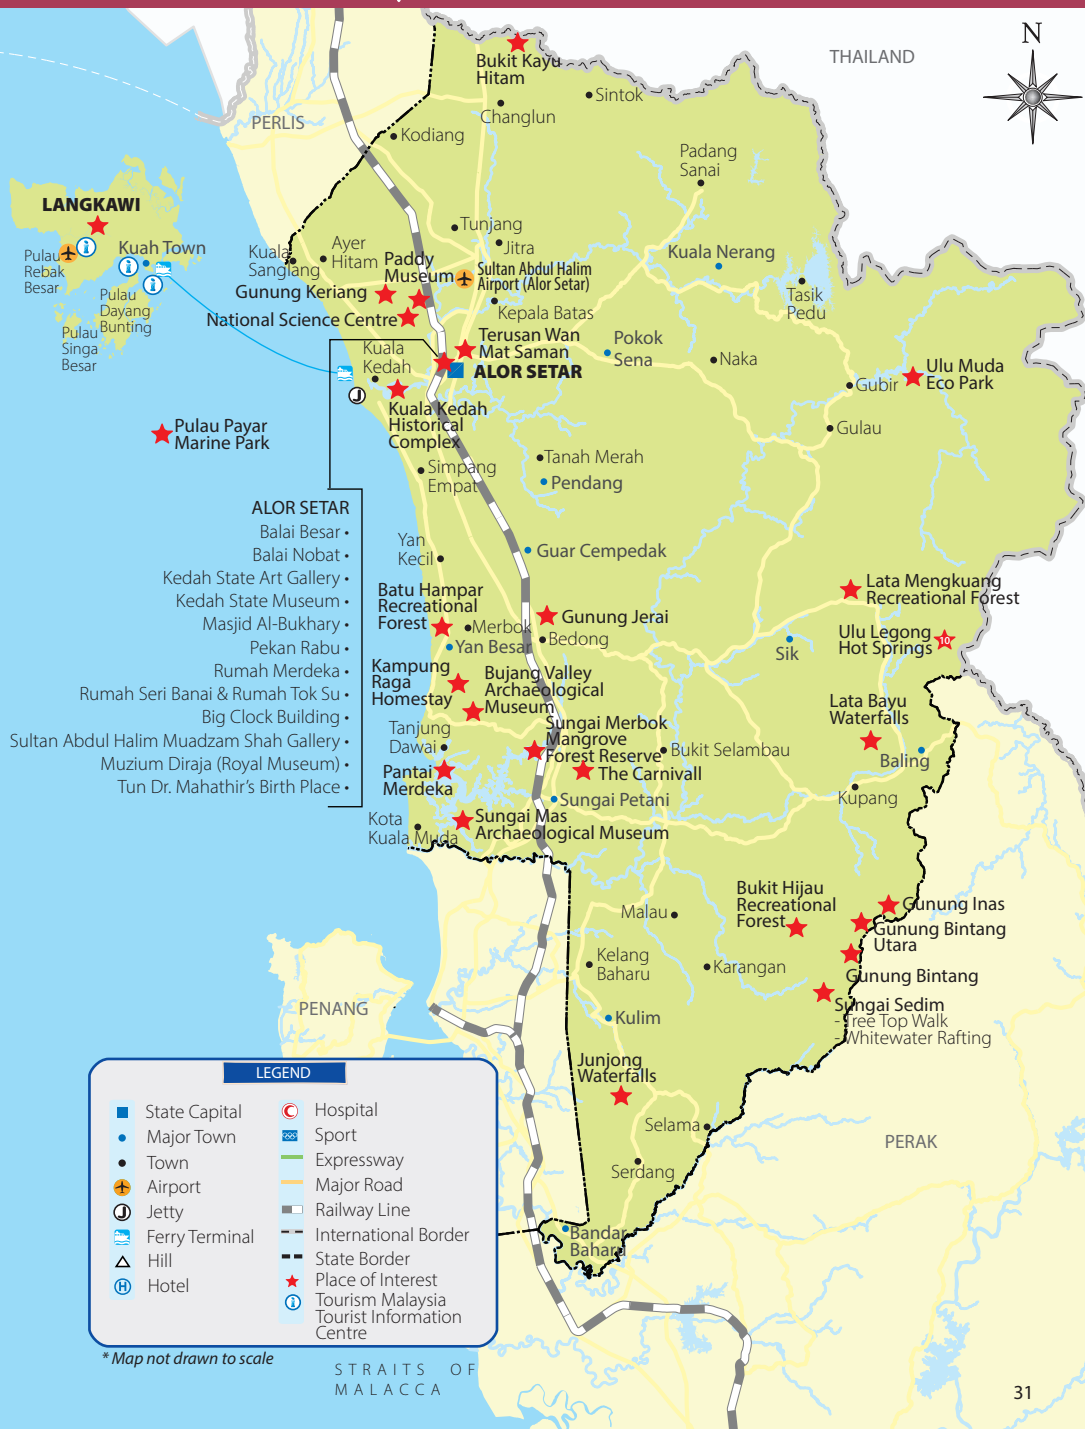 THAILAND
N
Bukit Kayu
Hitam
Sintok
Changlun
PERLIS
Kodiang
Padang
Sanai
LANGKAWI
Tunjang
Jitra
Kuah Town
Kuala
Sanglang
Ayer
Hitam
Paddy
Museum
Kuala Nerang
Pulau
Rebak
Besar
Sultan Abdul Halim
Airport (Alor Setar)
Gunung Keriang
Pulau
Dayang
Bunting
Tasik
Pedu
National Science Centre
Kepala Batas
Pulau
Singa
Besar
Terusan Wan
Mat Saman
Pokok
Sena
Kuala
Kedah
ALOR SETAR
Naka
Ulu Muda
Eco Park
Gubir
J
Kuala Kedah
Historical
Complex
Pulau Payar
Marine Park
Gulau
Simpang
Empat
Tanah Merah
Pendang
ALOR SETAR
Balai Besar •
Balai Nobat •
Kedah State Art Gallery •
Kedah State Museum •
Masjid Al-Bukhary •
Pekan Rabu •
Rumah Merdeka •
Rumah Seri Banai & Rumah Tok Su •
Big Clock Building •
Sultan Abdul Halim Muadzam Shah Gallery •
Muzium Diraja (Royal Museum) •
Tun Dr. Mahathir's Birth Place •
Yan
Kecil
Guar Cempedak
Batu Hampar
Recreational
Forest
Lata Mengkuang
Recreational Forest
Gunung Jerai
Merbok
Bedong
Yan Besar
Sik
Ulu Legong
Hot Springs
10
Kampung
Raga
Homestay
Bujang Valley
Archaeological
Museum
Lata Bayu
Waterfalls
Tanjung
Dawai
Sungai Merbok
Mangrove
Forest Reserve
Bukit Selambau
Baling
Pantai
Merdeka
The Carnivall
Sungai Petani
Kupang
Kota
Kuala Muda
Sungai Mas
Archaeological Museum
Bukit Hijau
Recreational
Forest
Malau
Gunung Inas
Gunung Bintang
Utara
Kelang
Baharu
Karangan
Gunung Bintang
PENANG
Kulim
Sungai Sedim
- Tree Top Walk
- Whitewater Rafting
Junjong
Waterfalls
Selama
PERAK
Serdang
Bandar
Baharu
LEGEND
State Capital
Major Town
Town
Airport
J
Jetty
Ferry Terminal
Hill
H
Hotel
Hospital
Sport
Expressway
Major Road
Railway Line
International Border
State Border
Place of Interest
i
Tourism Malaysia
Tourist Information
Centre
* Map not drawn to scale
STRAITS OF
MALACCA
31